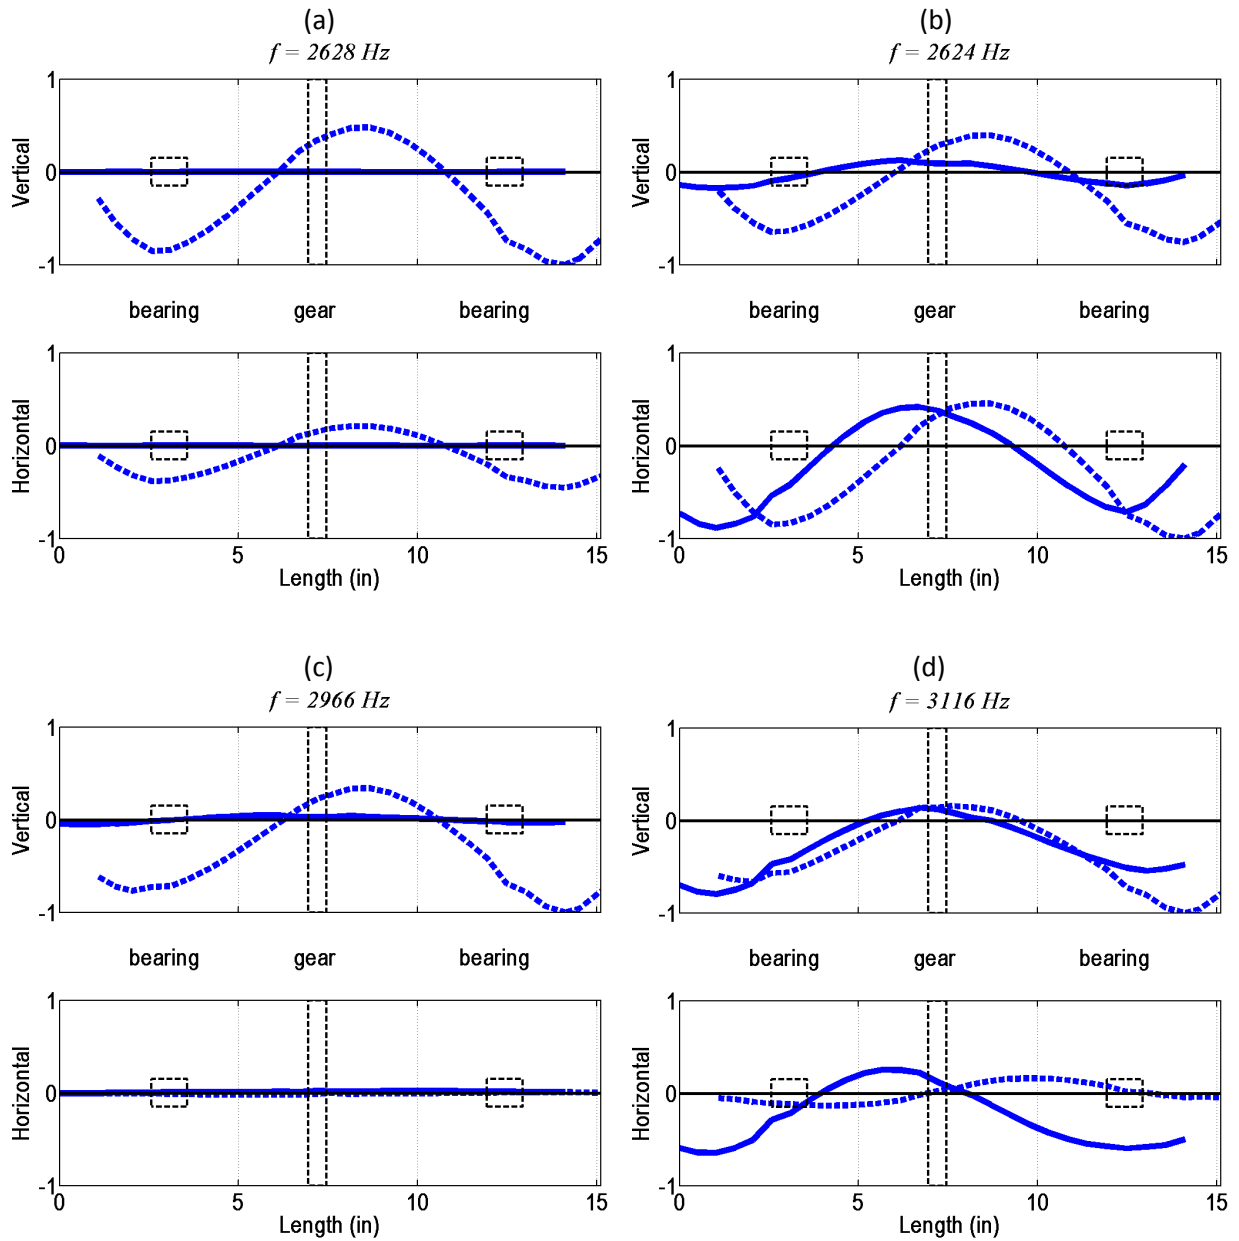 (a)
f = 2628 Hz
1
0
-1
Vertical
bearing
gear
bearing
1
0
-1
Horizontal
0
5
10
15
Length (in)
(b)
f = 2624 Hz
1
0
-1
Vertical
bearing
gear
bearing
1
0
-1
Horizontal
0
5
10
15
Length (in)
(c)
f = 2966 Hz
1
0
-1
Vertical
bearing
gear
bearing
1
0
-1
Horizontal
0
5
10
15
Length (in)
(d)
f = 3116 Hz
1
0
-1
Vertical
bearing
gear
bearing
1
0
-1
Horizontal
0
5
10
15
Length (in)